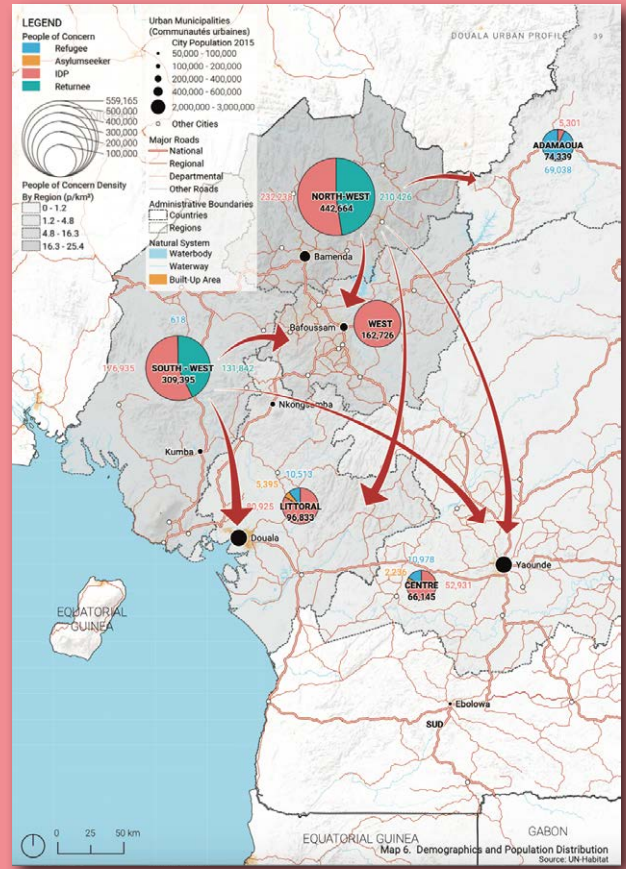 LEGEND
People of Concern
Refugee
Asylumseeker
IDP
Returnee
559,165
500,000
400,000
300,000
200,000
100,000
People of Concern Density
By Region (p/km²)
0 - 1.2
1.2 - 4.8
4.8 - 16.3
16.3 - 25.4
Urban Municipalities
(Communautés urbaines)
City Population 2015
50,000 - 100,000
100,000 - 200,000
200,000 - 400,000
400,000 - 600,000
2,000,000 - 3,000,000
Other Cities
Major Roads
National
Regional
Departmental
Other Roads
Administrative Boundaries
Countries
Regions
Natural System
Waterbody
Waterway
Built-Up Area
DOUALA URBAN PROFILE 39
5,301
ADAMAOUA
74,339
69,038
232,238
NORTH-WEST
442,664
210,426
Bamenda
618
Bafoussam
WEST
162,726
176,935
SOUTH - WEST
309,395
131,842
Nkongsamba
Kumba
10,513
5,395
80,925
LITTORAL
96,833
Douala
10,978
2,236
CENTRE
66,145
52,931
Yaounde
EQUATORIAL
GUINEA
Ebolowa
SUD
0 25 50 km
EQUATORIAL GUINEA
GABON
Map 6. Demographics and Population Distribution
Source: UN-Habitat